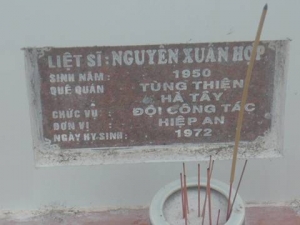 LIỆT SĨ: NGUYỄN XUÂN HỢP
SINH NĂM: 1950
QUÊ QUÁN TÙNG THIỆN
HÀ TÂY
CHỨC VỤ: ĐỘI CÔNG TÁC
ĐƠN VỊ: HIỆP AN
NGÀY HY SINH: 1972